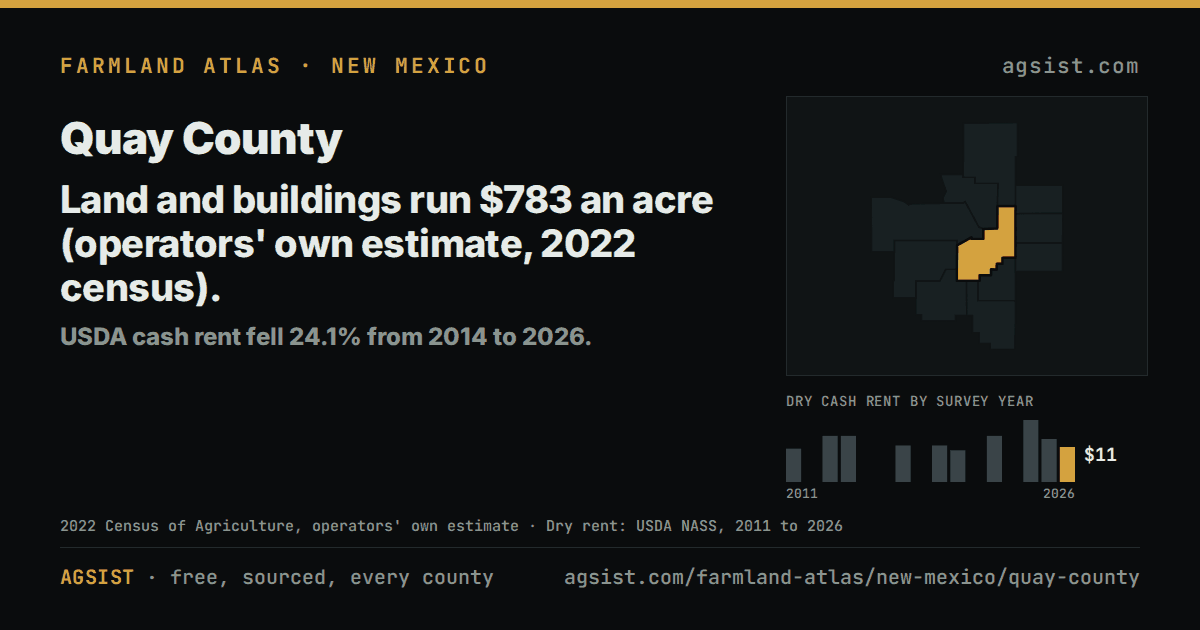 FARMLAND ATLAS · NEW MEXICO
agsist.com
Quay County
Land and buildings run $783 an acre
(operators' own estimate, 2022
census).
USDA cash rent fell 24.1% from 2014 to 2026.
DRY CASH RENT BY SURVEY YEAR
$11
2011 2026
2022 Census of Agriculture, operators' own estimate · Dry rent: USDA NASS, 2011 to 2026
AGSIST · free, sourced, every county
agsist.com/farmland-atlas/new-mexico/quay-county